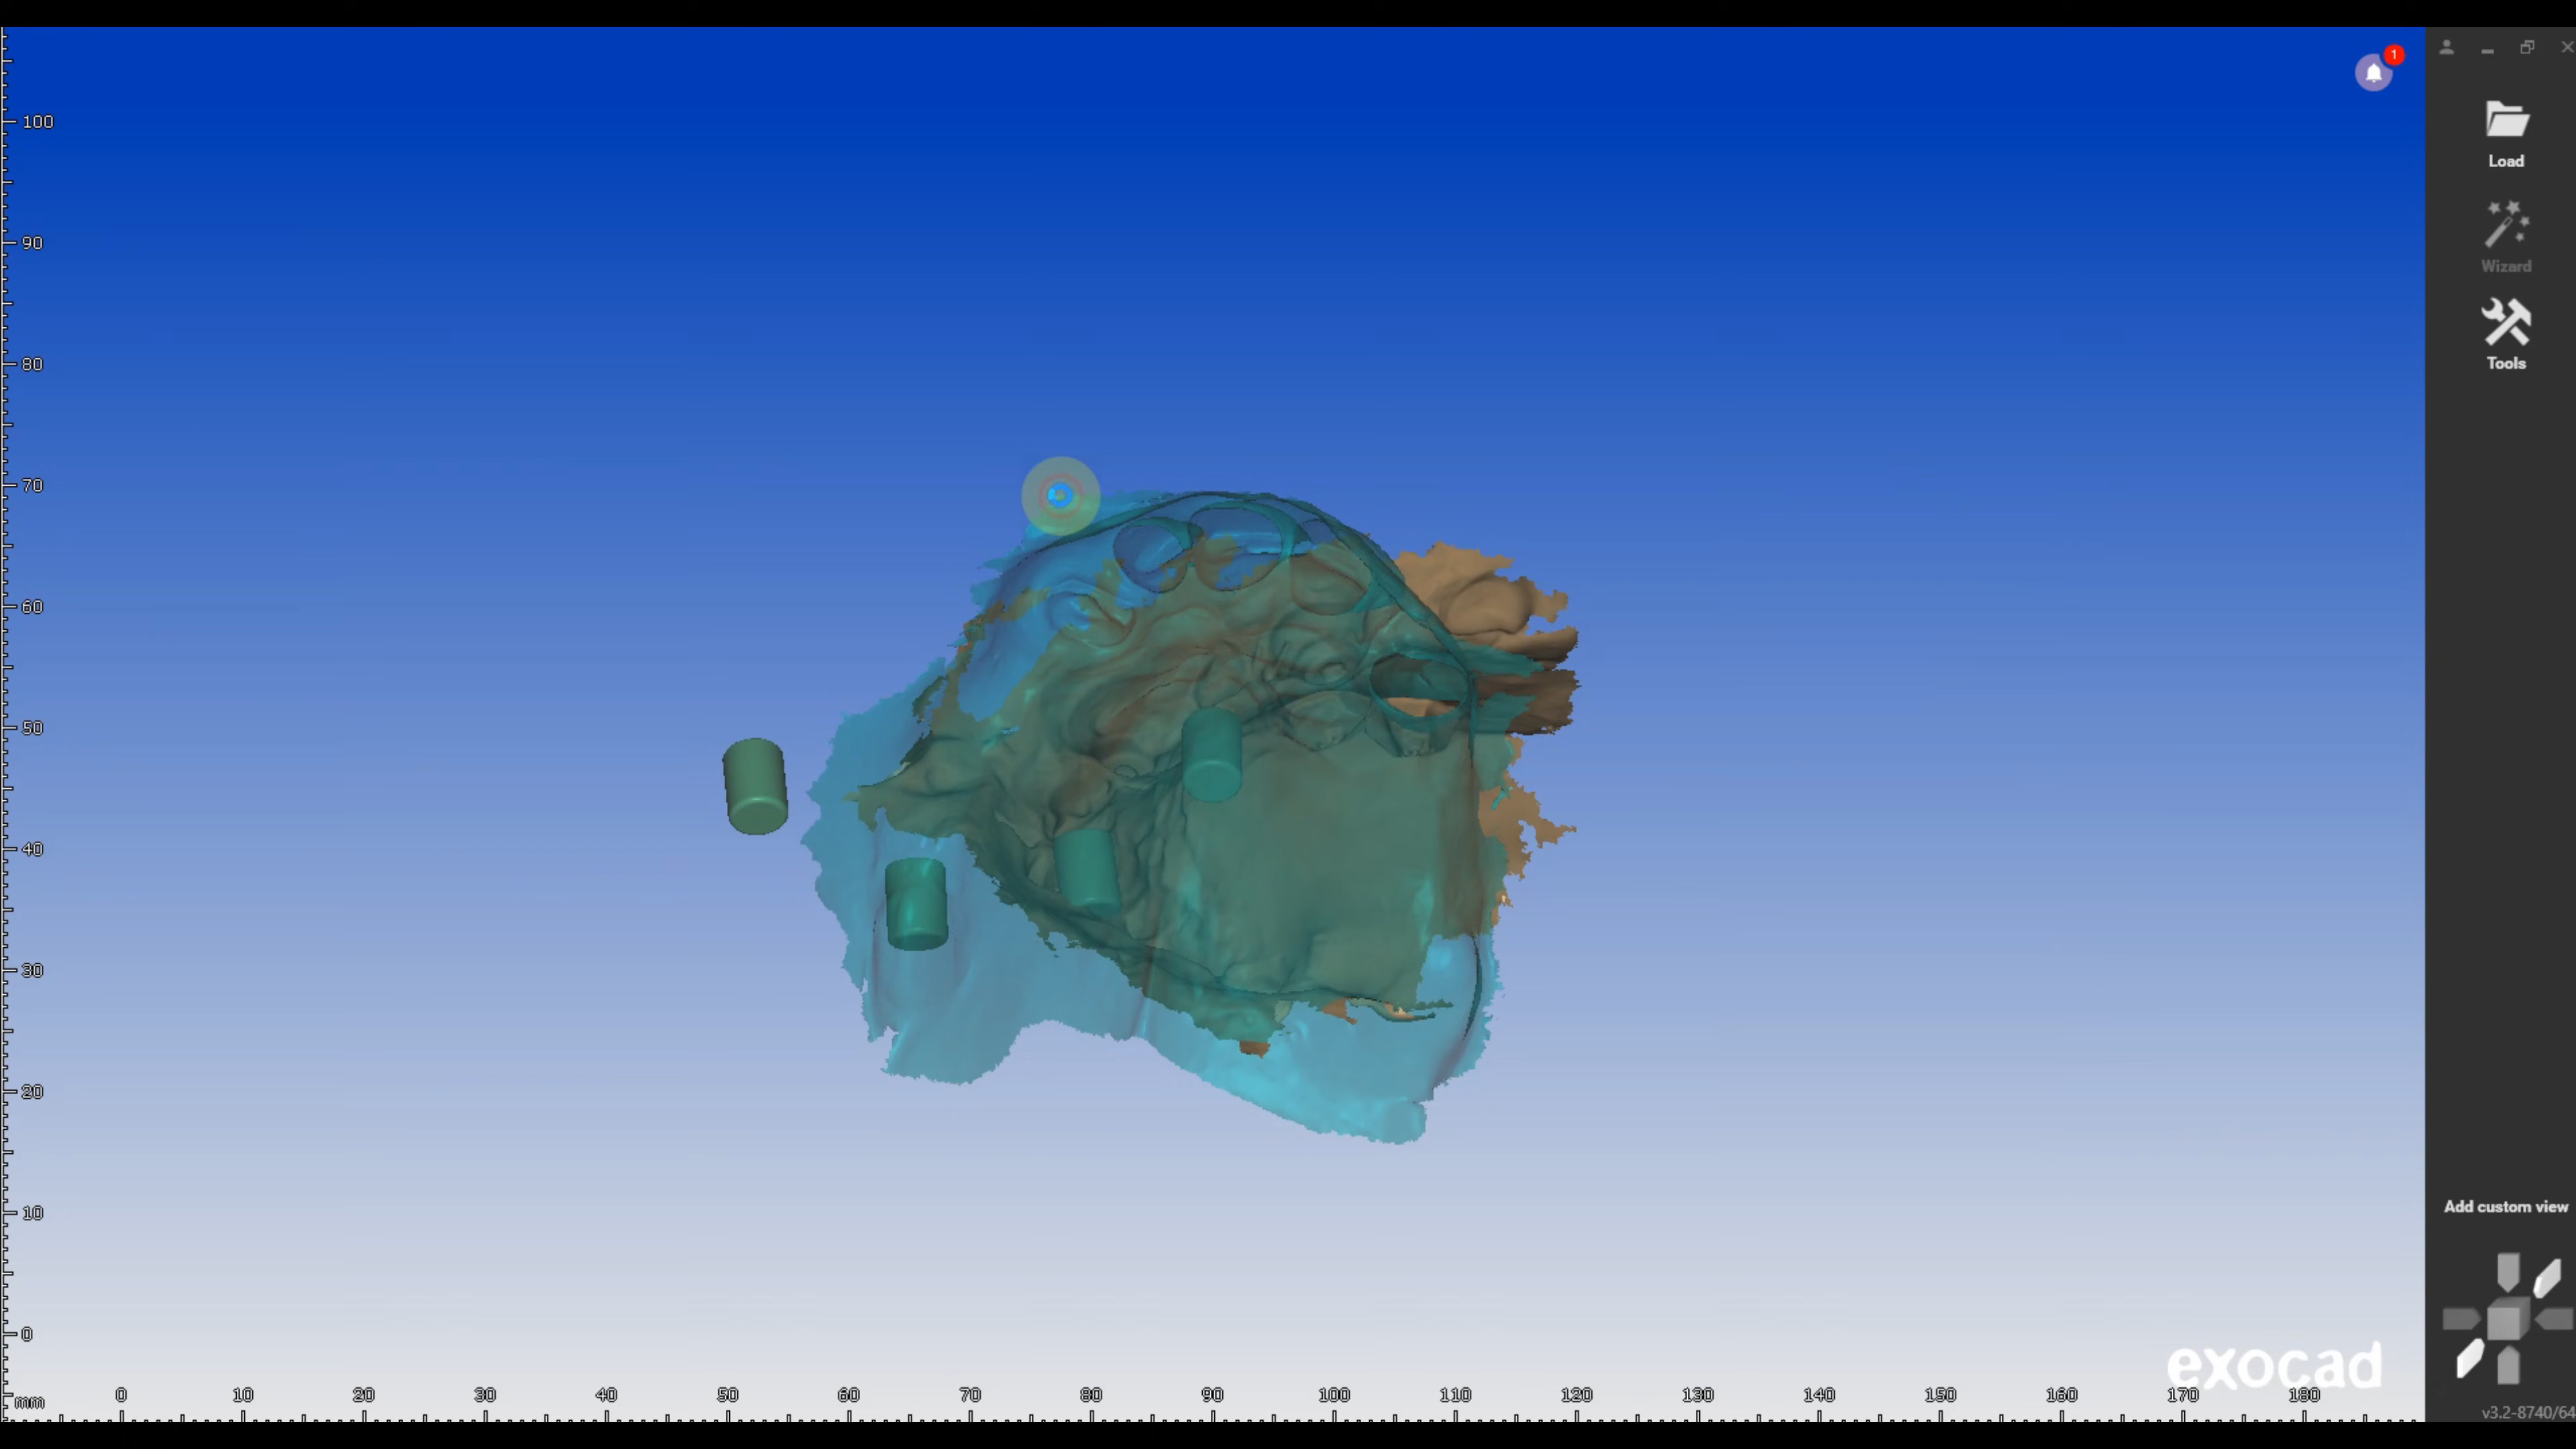 1
Load
Wizard
Tools
100
90
80
70
60
50
40
30
20
10
0
mm
0 10 20 30 40 50 60 70 80 90 100 110 120 130 140 150 160 170 180
Add custom view
exocad
v3.2-8740/64